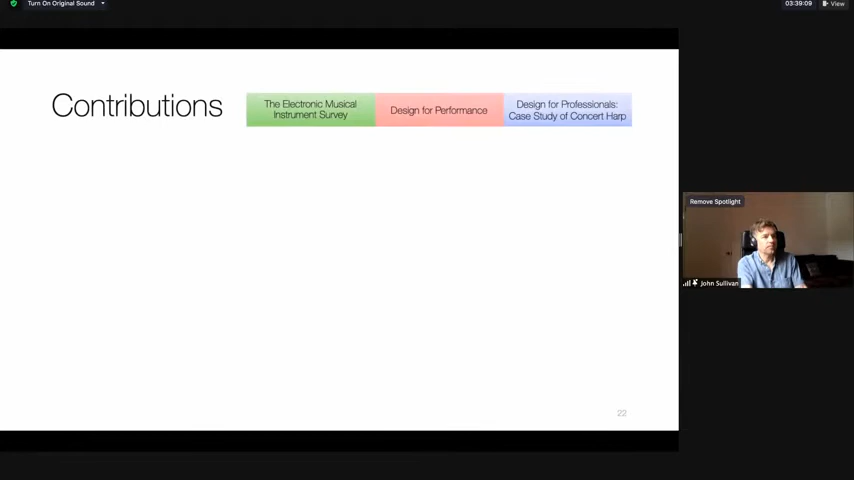 Turn On Original Sound
03:39:09
View
Contributions
The Electronic Musical
Instrument Survey
Design for Performance
Design for Professionals:
Case Study of Concert Harp
Remove Spotlight
John Sullivan
22